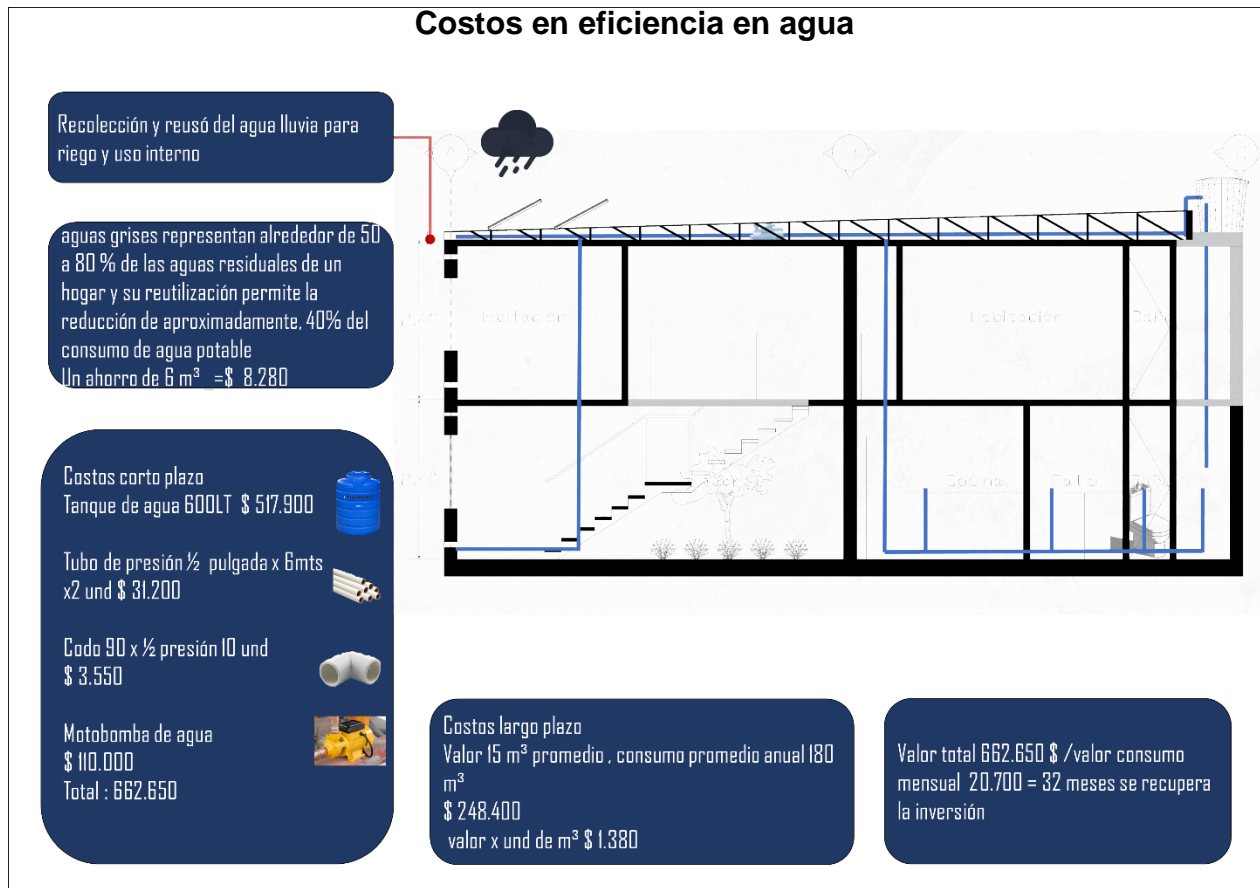 Costos en eficiencia en agua
Recolección y reusó del agua lluvia para
riego y uso interno
aguas grises representan alrededor de 50
a 80 % de las aguas residuales de un
hogar y su reutilización permite la
reducción de aproximadamente, 40% del
consumo de agua potable
Un ahorro de 6 m³ =$ 8.280
Costos corto plazo
Tanque de agua 600LT $ 517.900
Tubo de presión ½ pulgada x 6mts
x2 und $ 31.200
Codo 90 x ½ presión 10 und
$ 3.550
Motobomba de agua
$ 110.000
Total : 662.650
Habitación
Habitación
Baño
Cocina
Patio
Costos largo plazo
Valor 15 m³ promedio , consumo promedio anual 180
m³
$ 248.400
valor x und de m³ $ 1.380
Valor total 662.650 $ /valor consumo
mensual 20.700 = 32 meses se recupera
la inversión